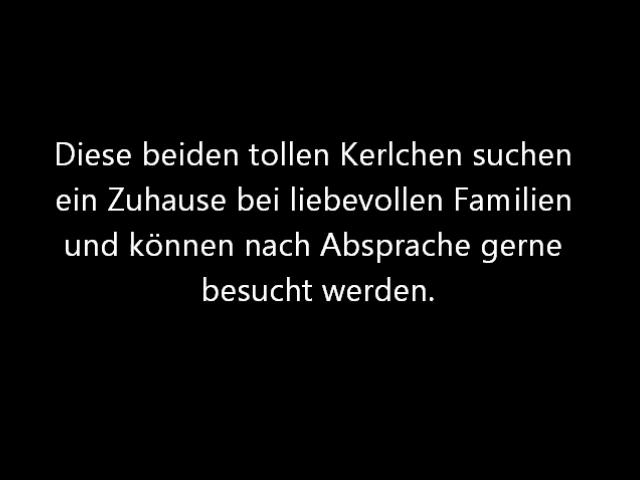 Diese beiden tollen Kerlchen suchen
ein Zuhause bei liebevollen Familien
und können nach Absprache gerne
besucht werden.